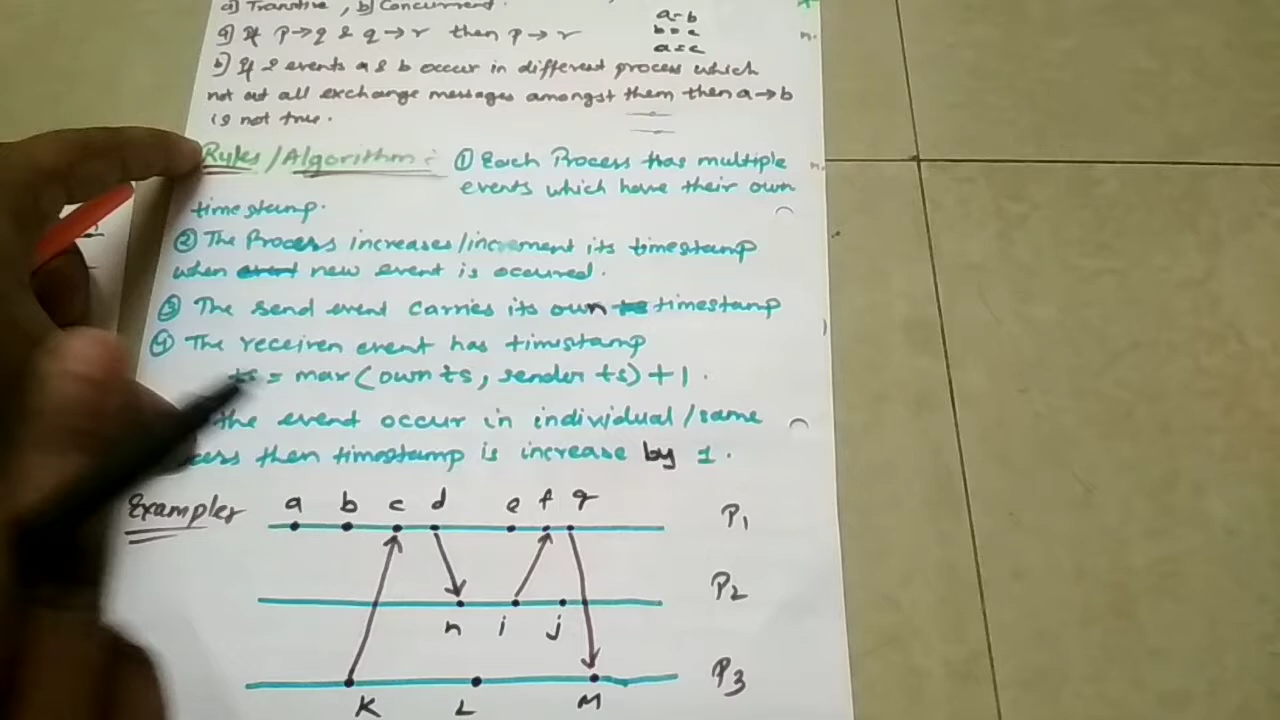 a) Transitive, b) Concurrent.
a=b
a) If P→q & q→r then p→r
b=c
a=c
b) If 2 events a & b occur in different process which
not at all exchange messages amongst them then a→b
is not true.
Rules/Algorithm: ① Each Process has multiple
events which have their own
timestamp.
② The Process increases/increment its timestamp
when new event is occured.
③ The send event carries its own timestamp
④ The receiven event has timestamp
ts = max(own ts, sender ts) + 1.
the event occur in individual/same
cess then timestamp is increase by 1.
Examples
a b c d e f g
P1
P2
h i j
P3
K L M